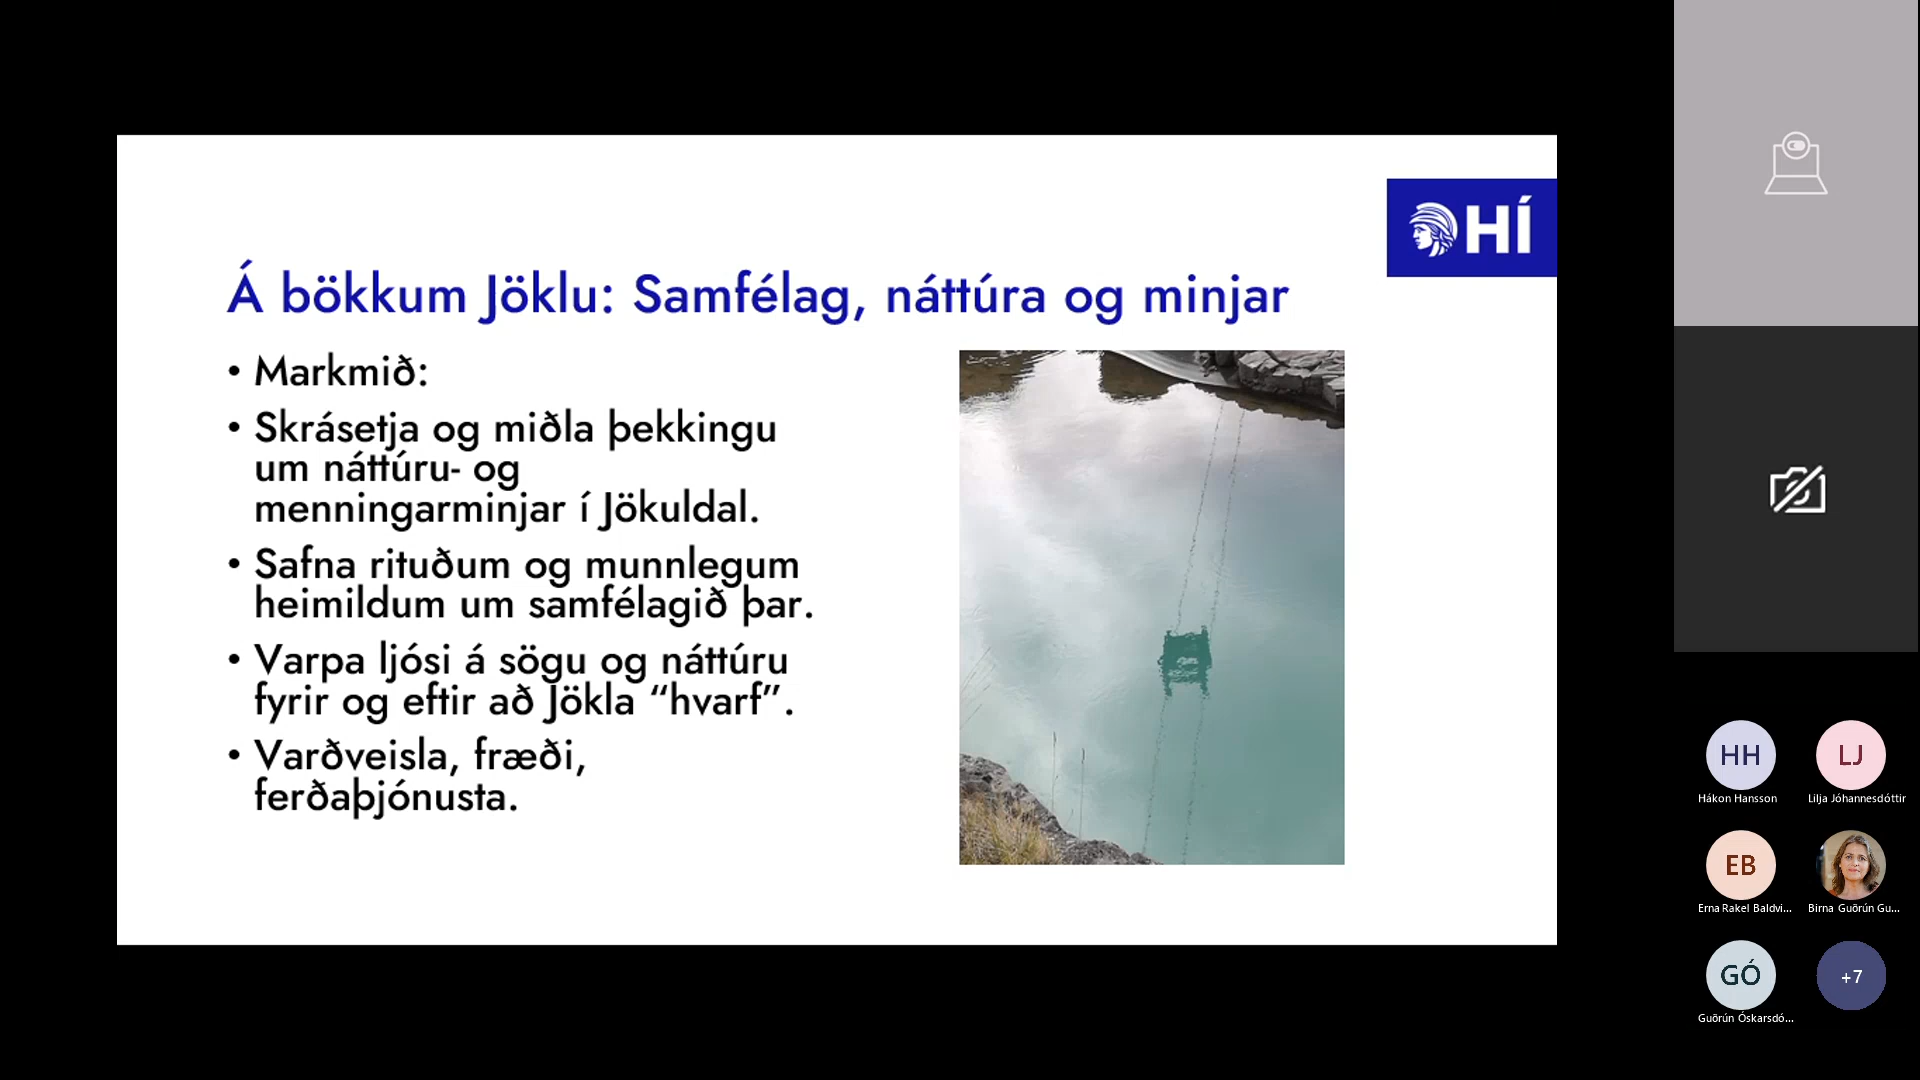 HÍ
Á bökkum Jöklu: Samfélag, náttúra og minjar
• Markmið:
• Skrásetja og miðla þekkingu
um náttúru- og
menningarminjar í Jökuldal.
• Safna rituðum og munnlegum
heimildum um samfélagið þar.
• Varpa ljósi á sögu og náttúru
fyrir og eftir að Jökla “hvarf”.
• Varðveisla, fræði,
ferðaþjónusta.
HH
Hákon Hansson
LJ
Lilja Jóhannesdóttir
EB
Erna Rakel Baldvi...
Birna Guðrún Gu...
GÓ
Guðrún Óskarsdó...
+7